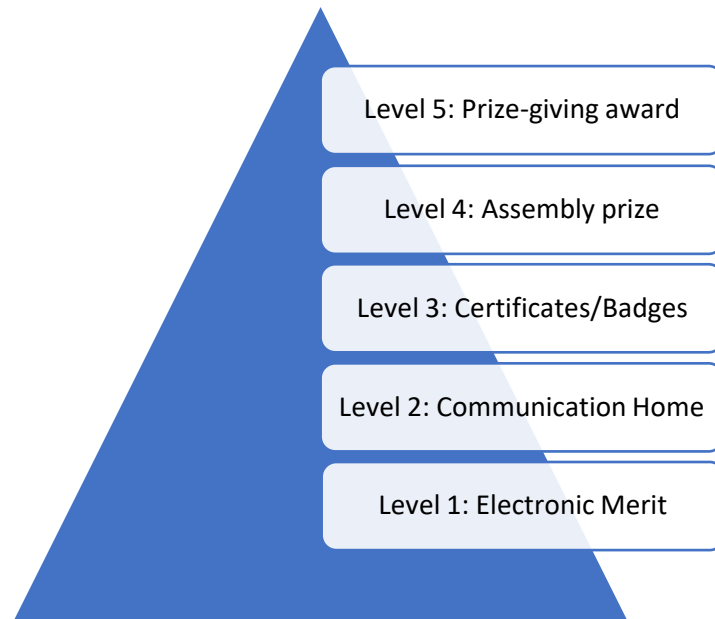 Level 5: Prize-giving award
Level 4: Assembly prize
Level 3: Certificates/Badges
Level 2: Communication Home
Level 1: Electronic Merit